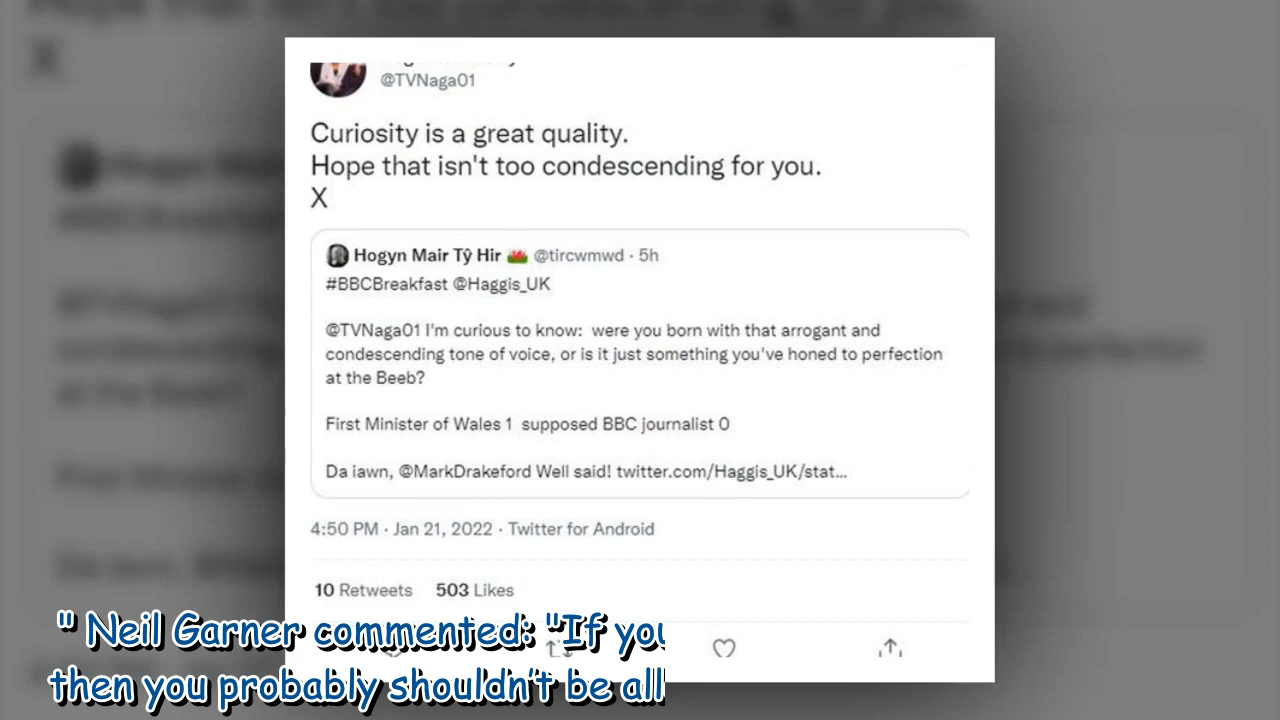 @TVNaga01
Curiosity is a great quality.
Hope that isn't too condescending for you.
X
Hogyn Mair Tŷ Hir 🏴󠁧󠁢󠁷󠁬󠁳󠁿 @tircwmwd · 5h
#BBCBreakfast @Haggis_UK
@TVNaga01 I'm curious to know: were you born with that arrogant and
condescending tone of voice, or is it just something you've honed to perfection
at the Beeb?
First Minister of Wales 1 supposed BBC journalist 0
Da iawn, @MarkDrakeford Well said! twitter.com/Haggis_UK/stat...
4:50 PM · Jan 21, 2022 · Twitter for Android
10 Retweets 503 Likes
" Neil Garner commented: "If you
then you probably shouldn't be all